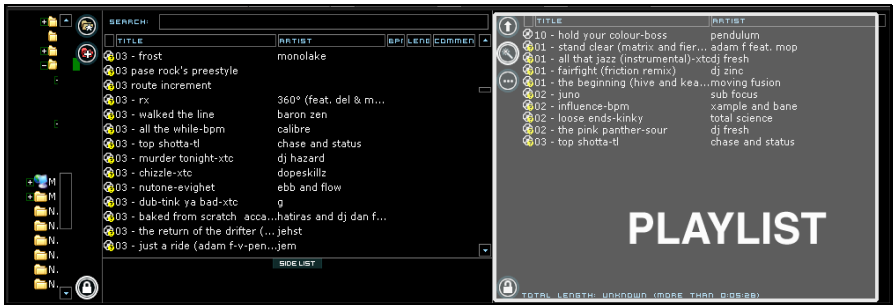 SEARCH:
TITLE ARTIST BPM LENG COMMEN
03 - frost monolake
03 pase rock's preestyle
03 route increment
03 - rx 360° (feat. del & m...
03 - walked the line baron zen
03 - all the while-bpm calibre
03 - top shotta-tl chase and status
03 - murder tonight-xtc dj hazard
03 - chizzle-xtc dopeskillz
03 - nutone-evighet ebb and flow
03 - dub-tink ya bad-xtc g
03 - baked from scratch acca...hatiras and dj dan f...
03 - the return of the drifter (...jehst
03 - just a ride (adam f-v-pen...jem
SIDE LIST
M
M
N.
N.
N.
N.
N.
TITLE ARTIST
10 - hold your colour-boss pendulum
01 - stand clear (matrix and fier...adam f feat. mop
01 - all that jazz (instrumental)-xtcdj fresh
01 - fairfight (friction remix) dj zinc
01 - the beginning (hive and kea...moving fusion
02 - juno sub focus
02 - influence-bpm xample and bane
02 - loose ends-kinky total science
02 - the pink panther-sour dj fresh
03 - top shotta-tl chase and status
PLAYLIST
TOTAL LENGTH: UNKNOWN (MORE THAN 0:05:28)